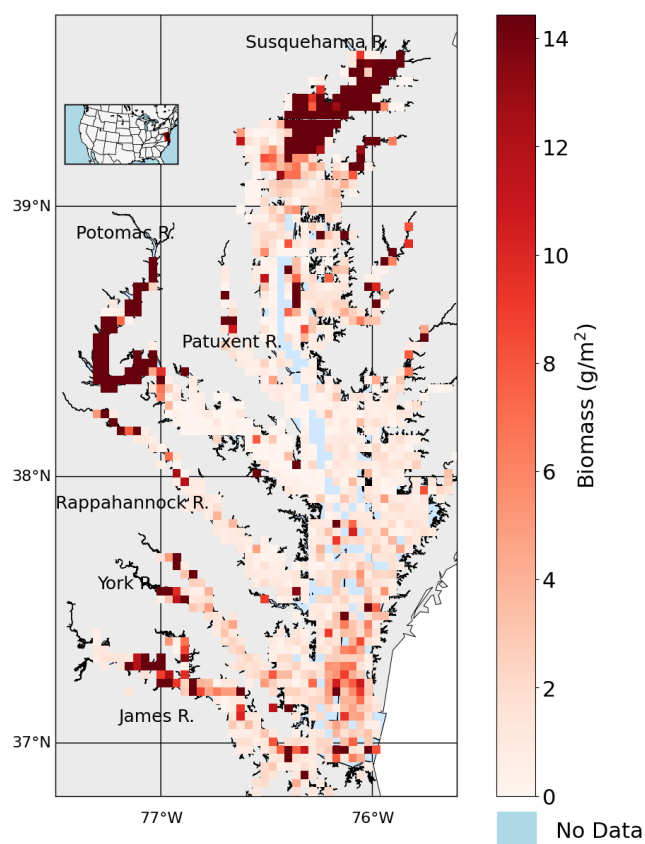 Susquehanna R.
39°N
Potomac R.
Patuxent R.
38°N
Rappahannock R.
York R.
James R.
37°N
77°W
76°W
14
12
10
8
6
4
2
0
Biomass (g/m²)
No Data